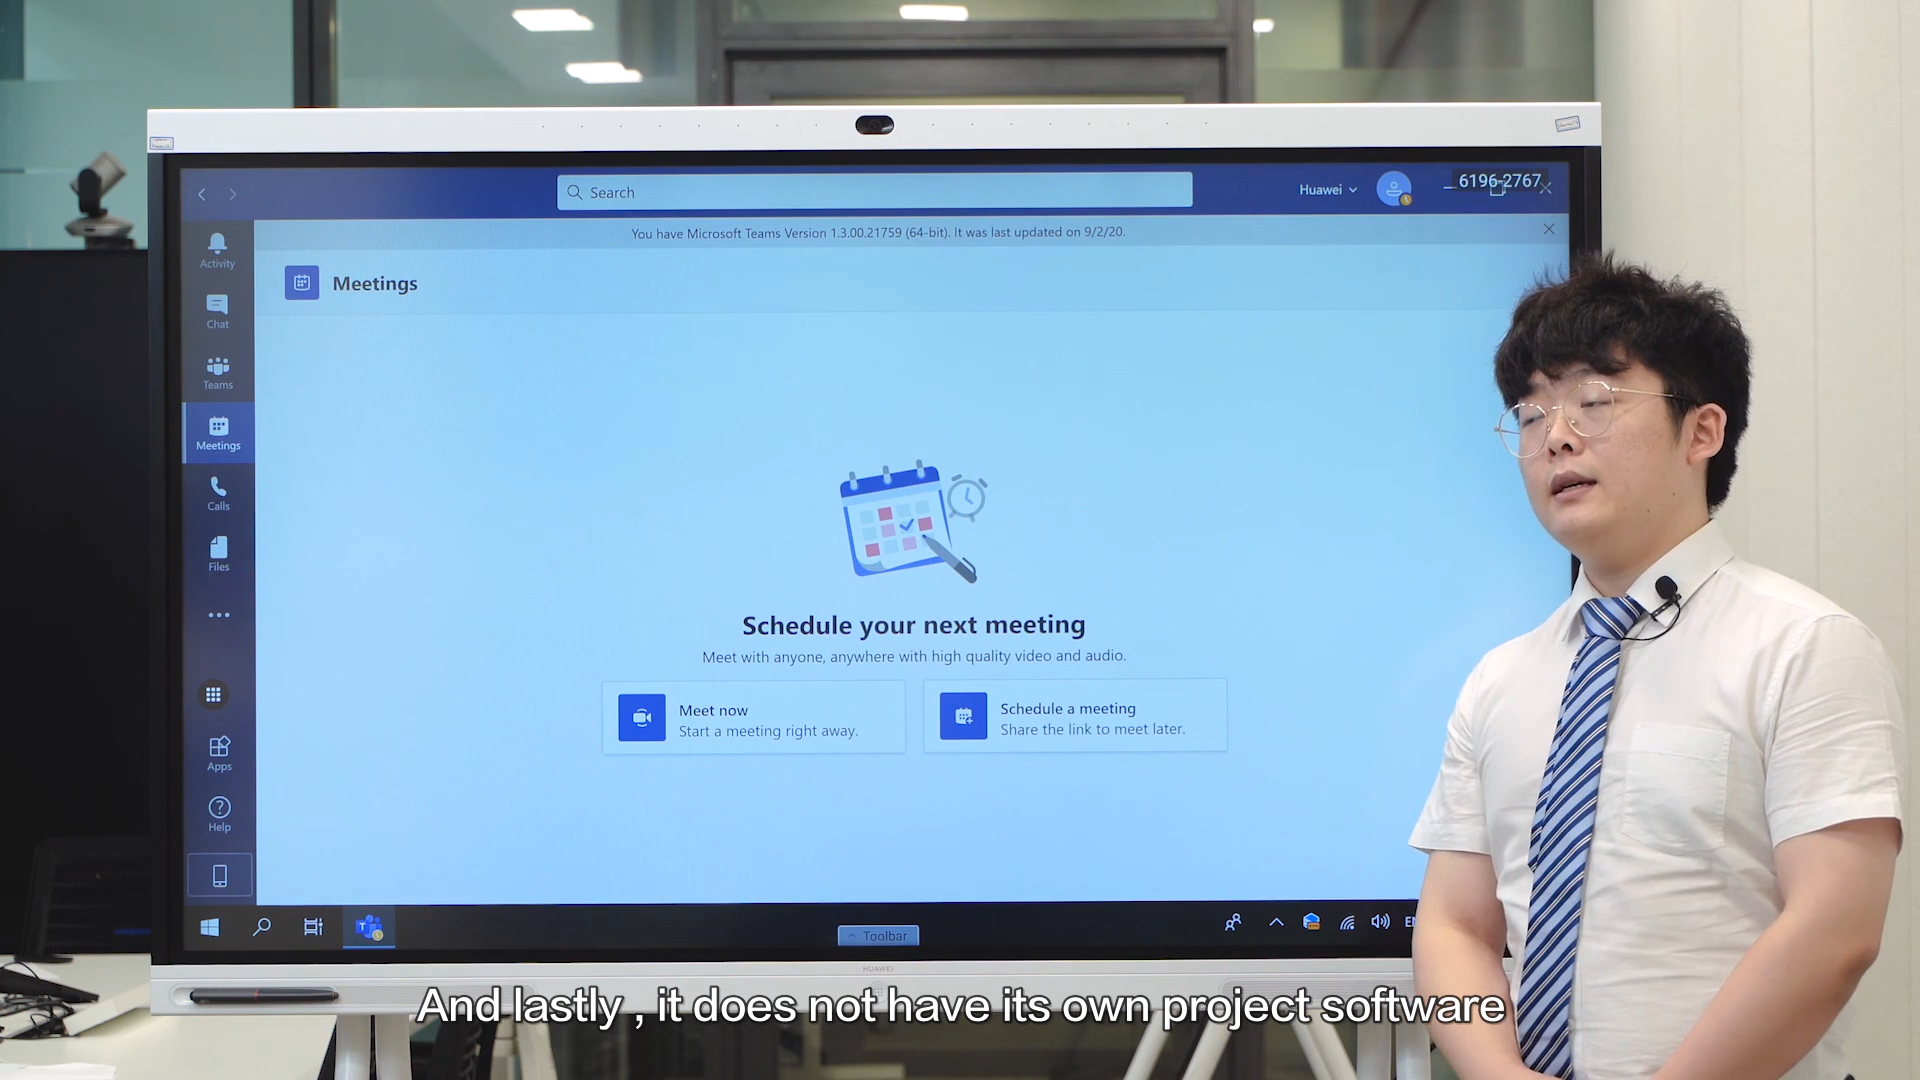 Search
Huawei
6196-2767
You have Microsoft Teams Version 1.3.00.21759 (64-bit). It was last updated on 9/2/20.
Activity
Meetings
Chat
Teams
Meetings
Calls
Files
Schedule your next meeting
Meet with anyone, anywhere with high quality video and audio.
Meet now
Start a meeting right away.
Schedule a meeting
Share the link to meet later.
Apps
Help
Toolbar
HUAWEI
And lastly , it does not have its own project software